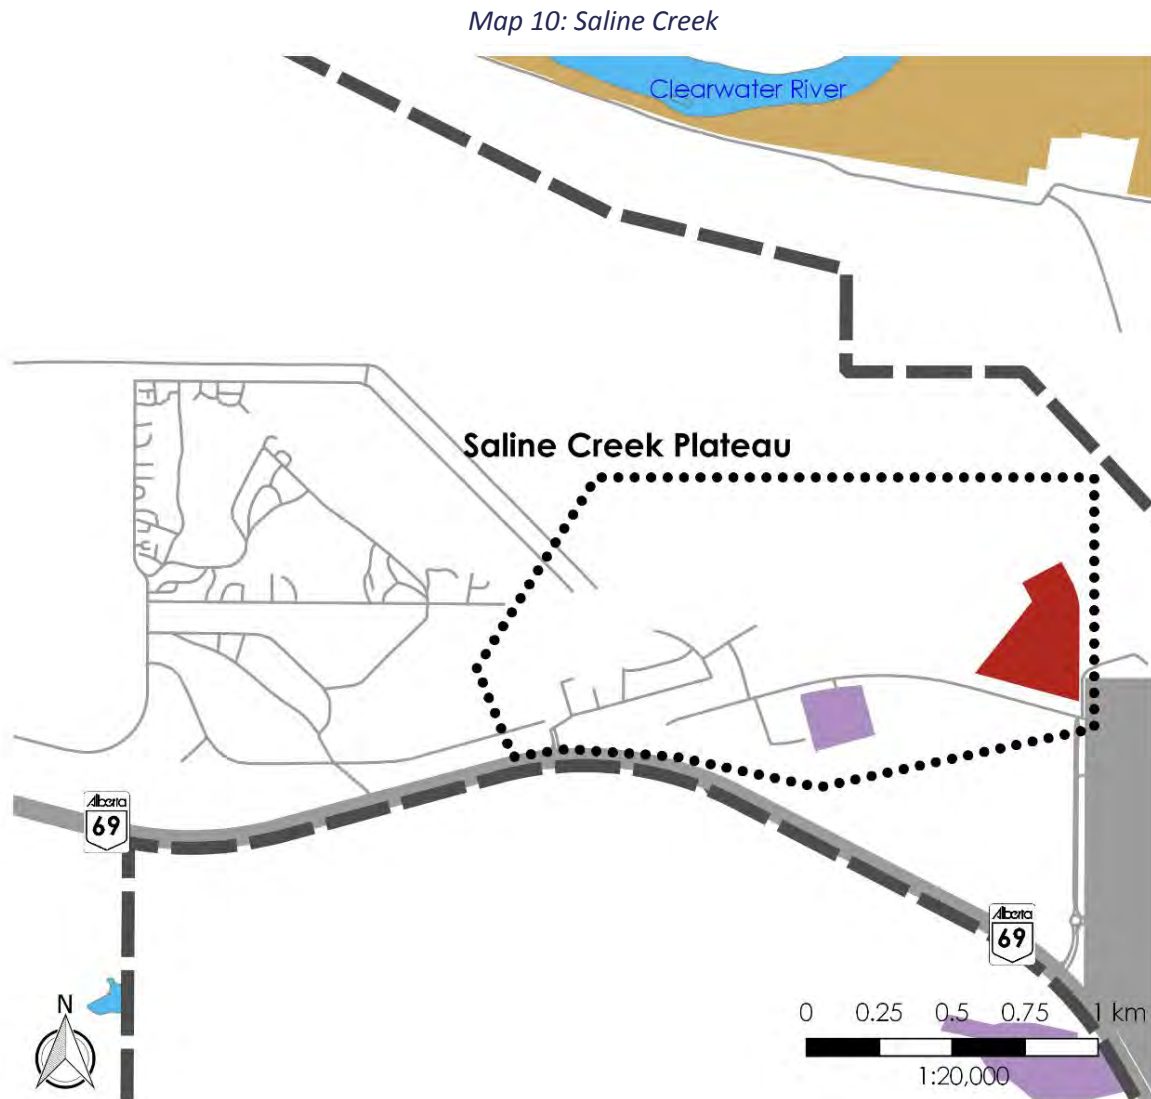 Map 10: Saline Creek
Clearwater River
Saline Creek Plateau
Alberta
69
Alberta
69
N
0 0.25 0.5 0.75 1 km
1:20,000